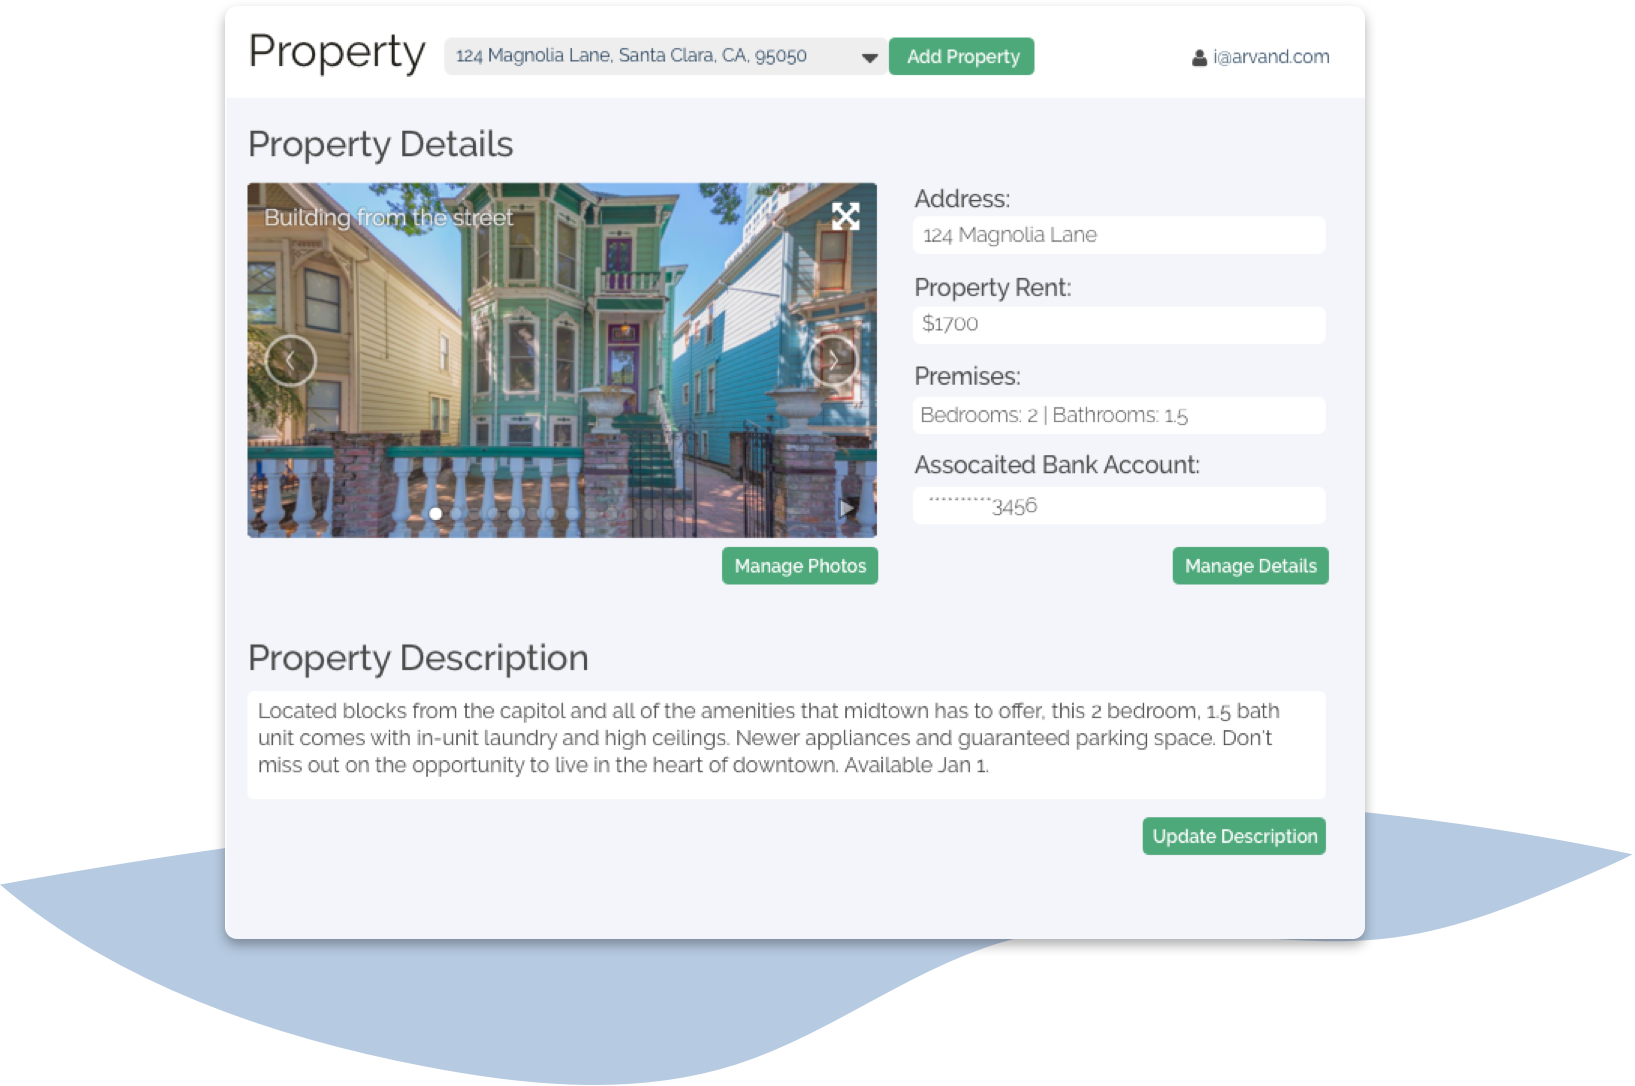 Property
124 Magnolia Lane, Santa Clara, CA, 95050
Add Property
i@arvand.com
Property Details
Building from the street
Address:
124 Magnolia Lane
Property Rent:
$1700
Premises:
Bedrooms: 2 | Bathrooms: 1.5
Assocaited Bank Account:
**********3456
Manage Photos
Manage Details
Property Description
Located blocks from the capitol and all of the amenities that midtown has to offer, this 2 bedroom, 1.5 bath
unit comes with in-unit laundry and high ceilings. Newer appliances and guaranteed parking space. Don't
miss out on the opportunity to live in the heart of downtown. Available Jan 1.
Update Description